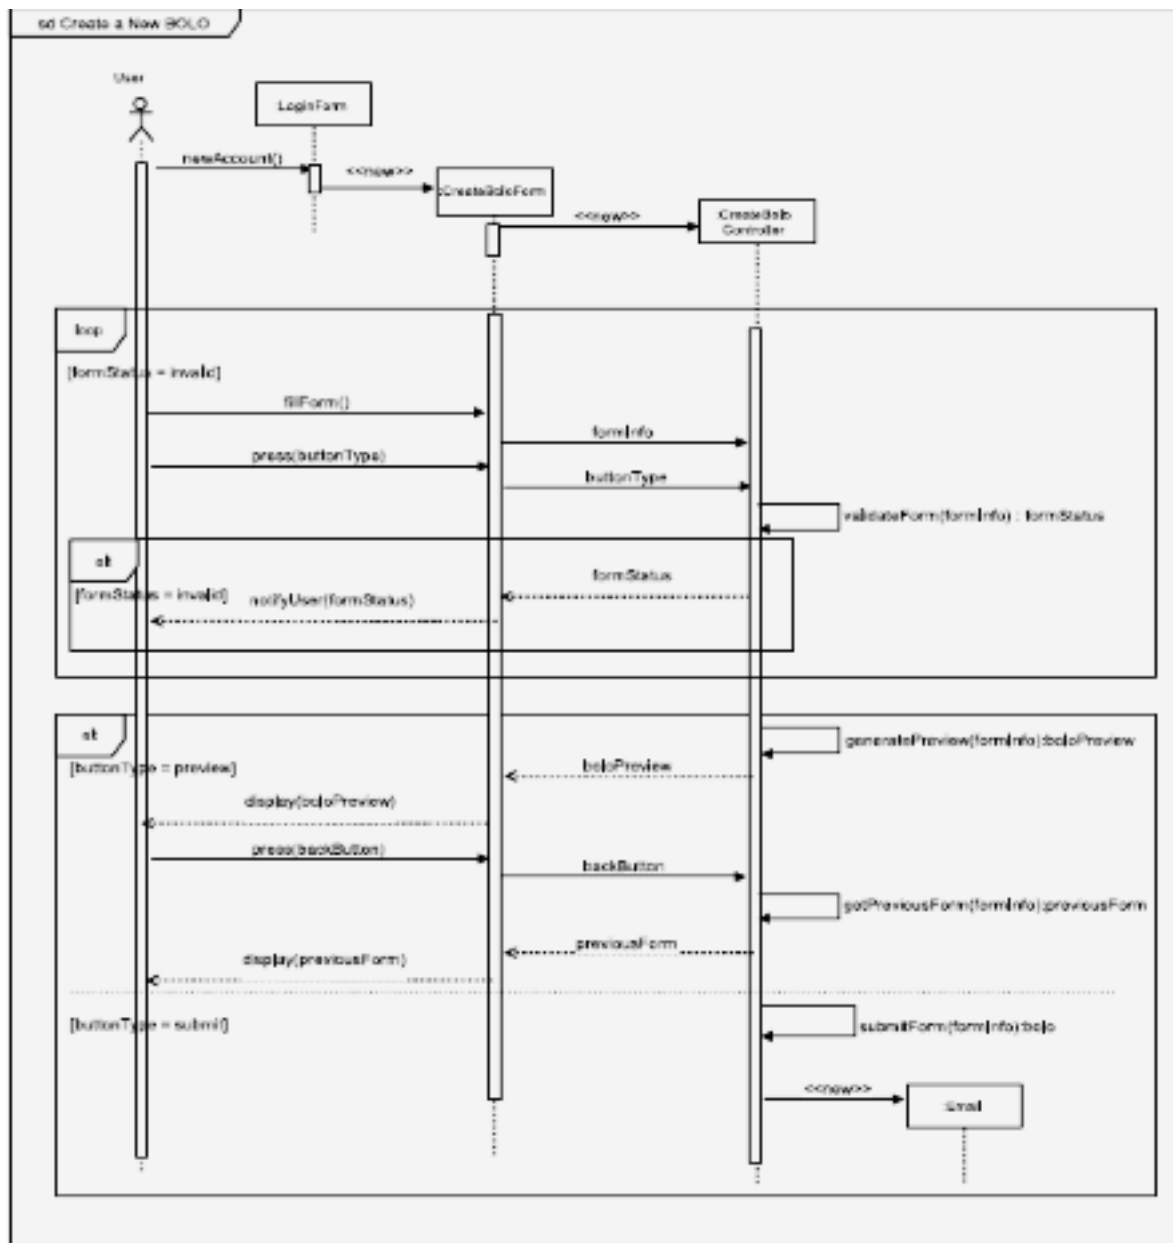 sd Create a New BOLO
User
:LoginForm
newAccount()
<<new>>
:CreateBoloForm
<<new>>
:CreateBolo
Controller
loop
[formStatus = invalid]
fillForm()
formInfo
press(buttonType)
buttonType
validateForm(formInfo) : formStatus
alt
formStatus
[formStatus = invalid]
notifyUser(formStatus)
alt
generatePreview(formInfo):boloPreview
[buttonType = preview]
boloPreview
display(boloPreview)
press(backButton)
backButton
getPreviousForm(formInfo):previousForm
previousForm
display(previousForm)
[buttonType = submit]
submitForm(formInfo):bolo
<<new>>
:Email